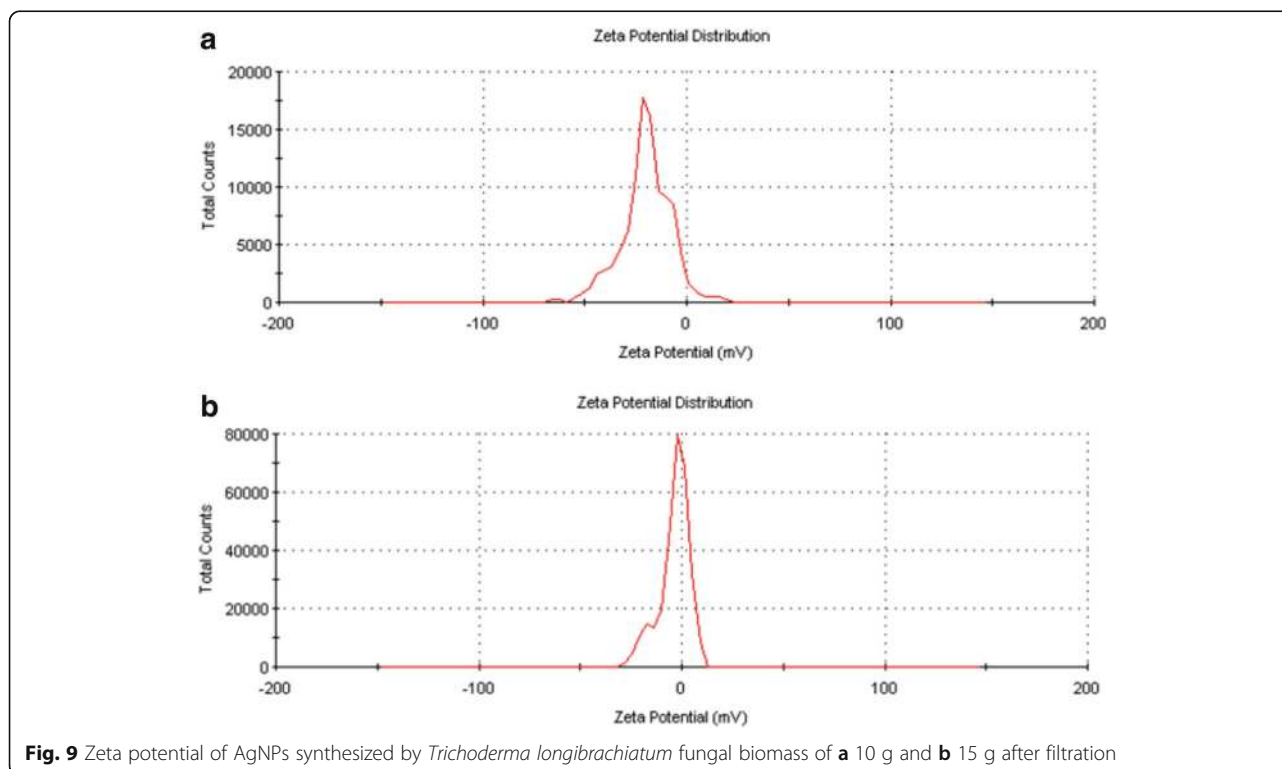 a
Zeta Potential Distribution
20000
15000
10000
5000
0
Total Counts
-200 -100 0 100 200
Zeta Potential (mV)
b
Zeta Potential Distribution
80000
60000
40000
20000
0
Total Counts
-200 -100 0 100 200
Zeta Potential (mV)
Fig. 9 Zeta potential of AgNPs synthesized by Trichoderma longibrachiatum fungal biomass of a 10 g and b 15 g after filtration